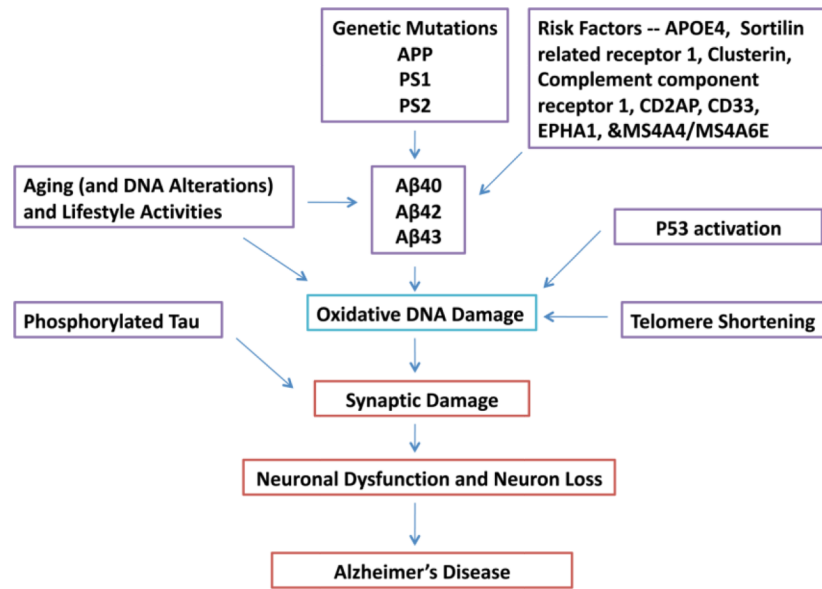 Genetic Mutations
APP
PS1
PS2
Risk Factors -- APOE4, Sortilin
related receptor 1, Clusterin,
Complement component
receptor 1, CD2AP, CD33,
EPHA1, &MS4A4/MS4A6E
Aging (and DNA Alterations)
and Lifestyle Activities
Aβ40
Aβ42
Aβ43
P53 activation
Phosphorylated Tau
Oxidative DNA Damage
Telomere Shortening
Synaptic Damage
Neuronal Dysfunction and Neuron Loss
Alzheimer’s Disease